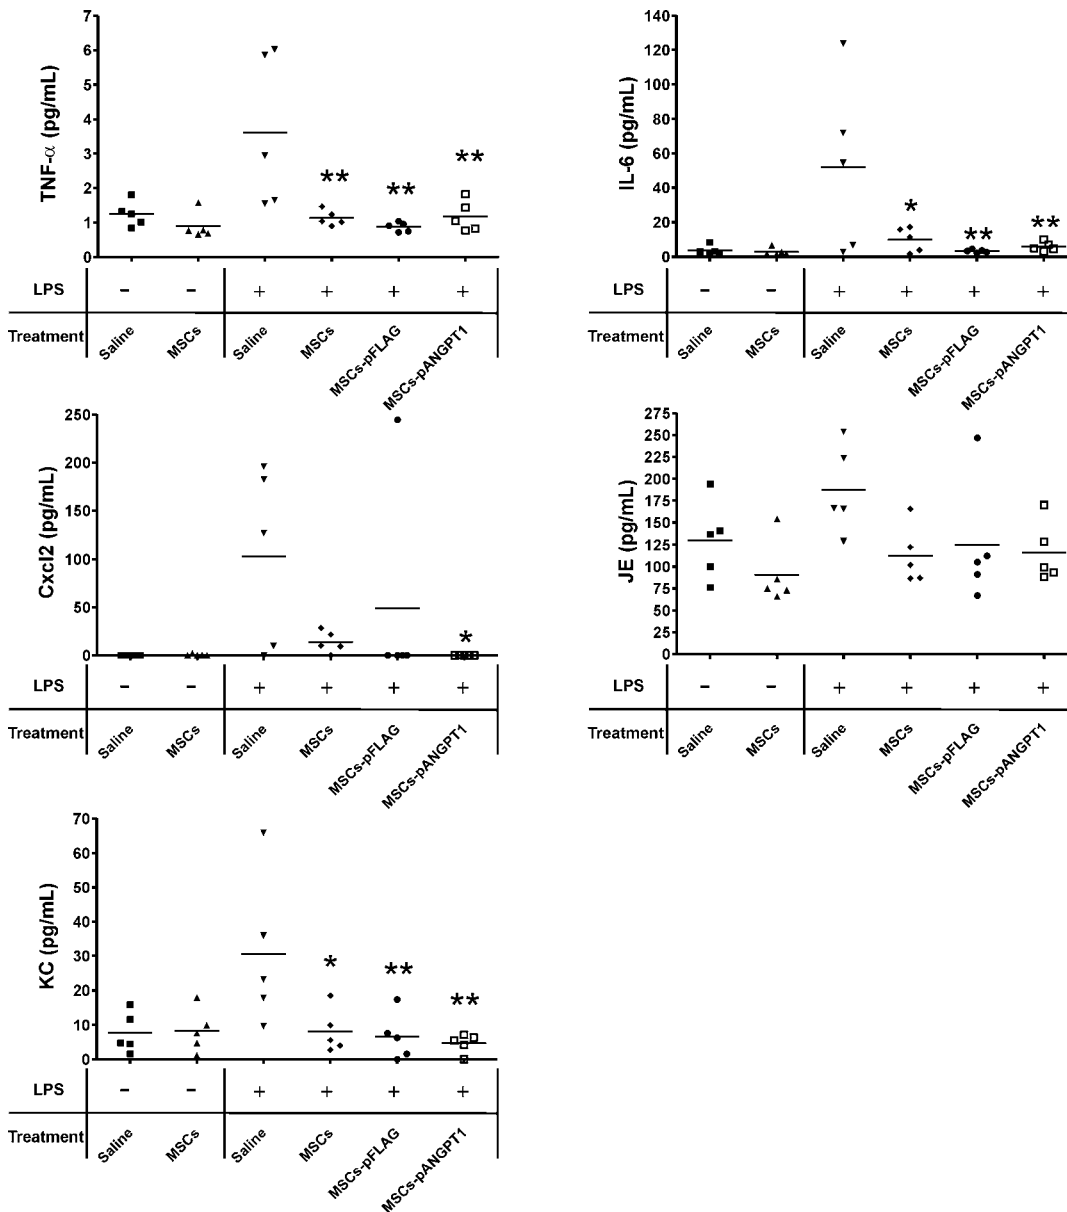 TNF-α (pg/mL)
7
6
5
4
3
2
1
0
** ** **
LPS − − + + + +
Treatment Saline MSCs Saline MSCs MSCs-pFLAG MSCs-pANGPT1
IL-6 (pg/mL)
140
120
100
80
60
40
20
0
* ** **
LPS − − + + + +
Treatment Saline MSCs Saline MSCs MSCs-pFLAG MSCs-pANGPT1
Cxcl2 (pg/mL)
250
200
150
100
50
0
*
LPS − − + + + +
Treatment Saline MSCs Saline MSCs MSCs-pFLAG MSCs-pANGPT1
JE (pg/mL)
275
250
225
200
175
150
125
100
75
50
25
0
LPS − − + + + +
Treatment Saline MSCs Saline MSCs MSCs-pFLAG MSCs-pANGPT1
KC (pg/mL)
70
60
50
40
30
20
10
0
* ** **
LPS − − + + + +
Treatment Saline MSCs Saline MSCs MSCs-pFLAG MSCs-pANGPT1